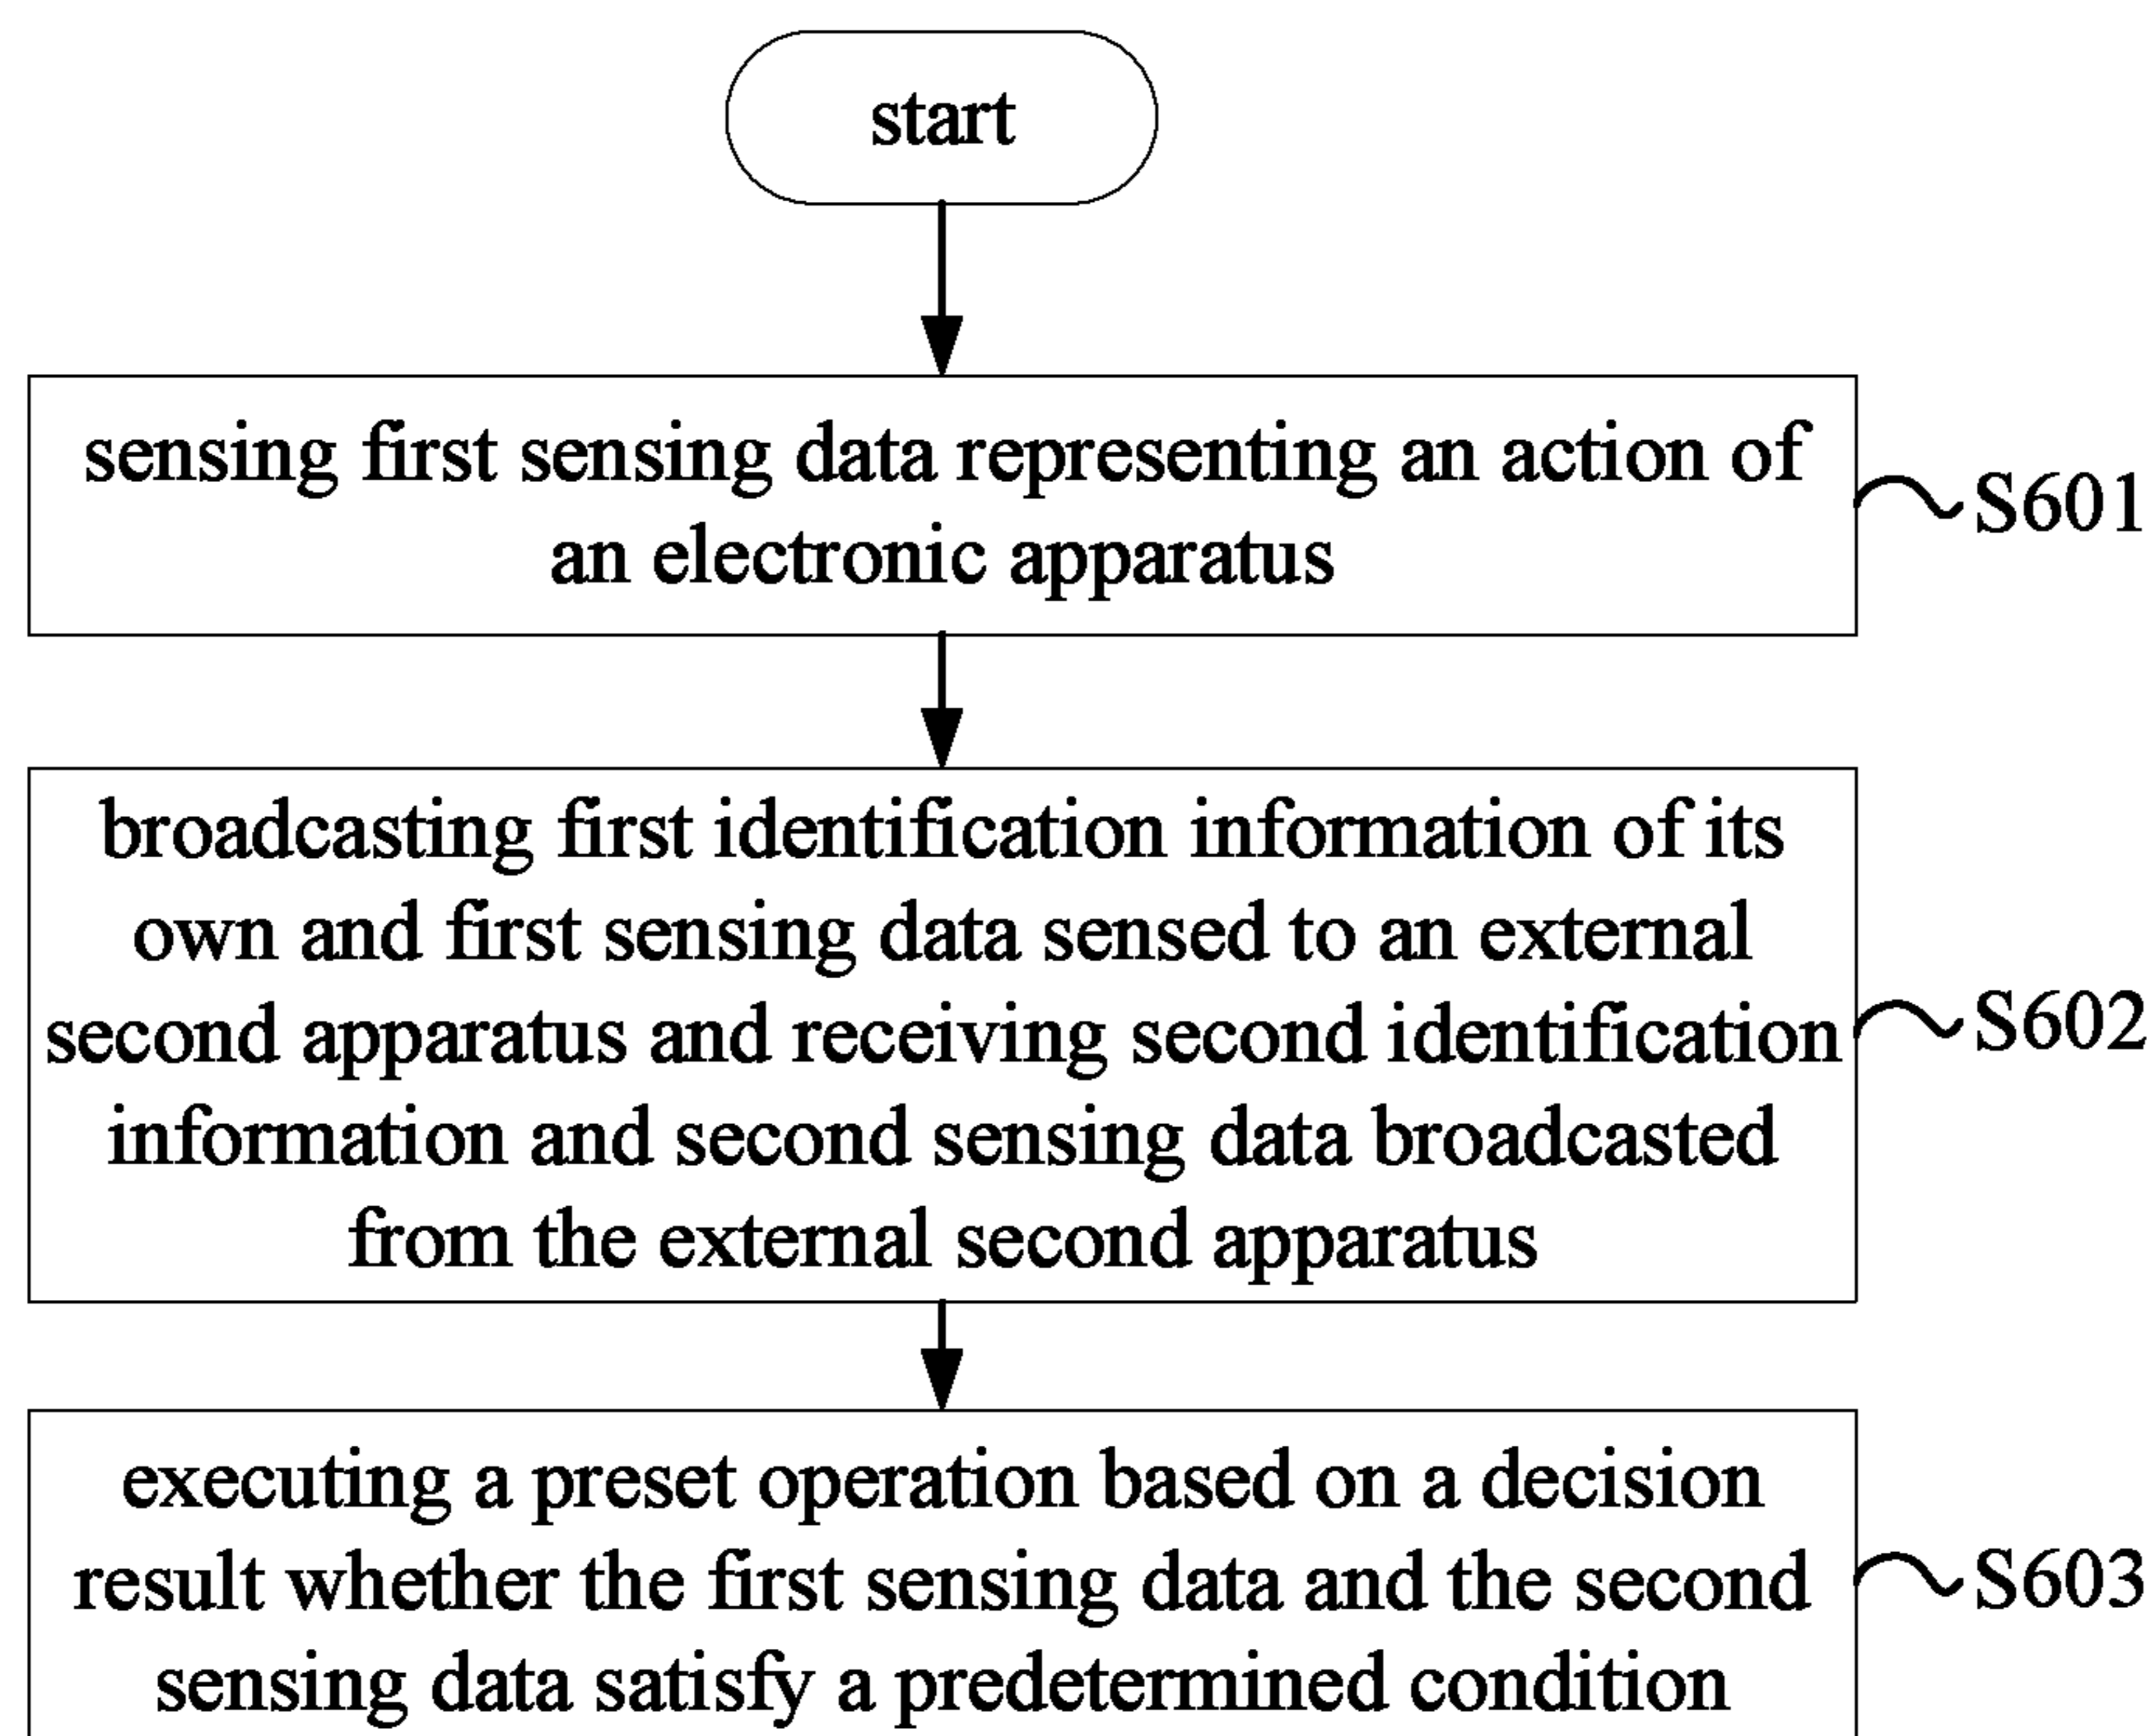 start
sensing first sensing data representing an action of
an electronic apparatus
S601
broadcasting first identification information of its
own and first sensing data sensed to an external
second apparatus and receiving second identification
information and second sensing data broadcasted
from the external second apparatus
S602
executing a preset operation based on a decision
result whether the first sensing data and the second
sensing data satisfy a predetermined condition
S603